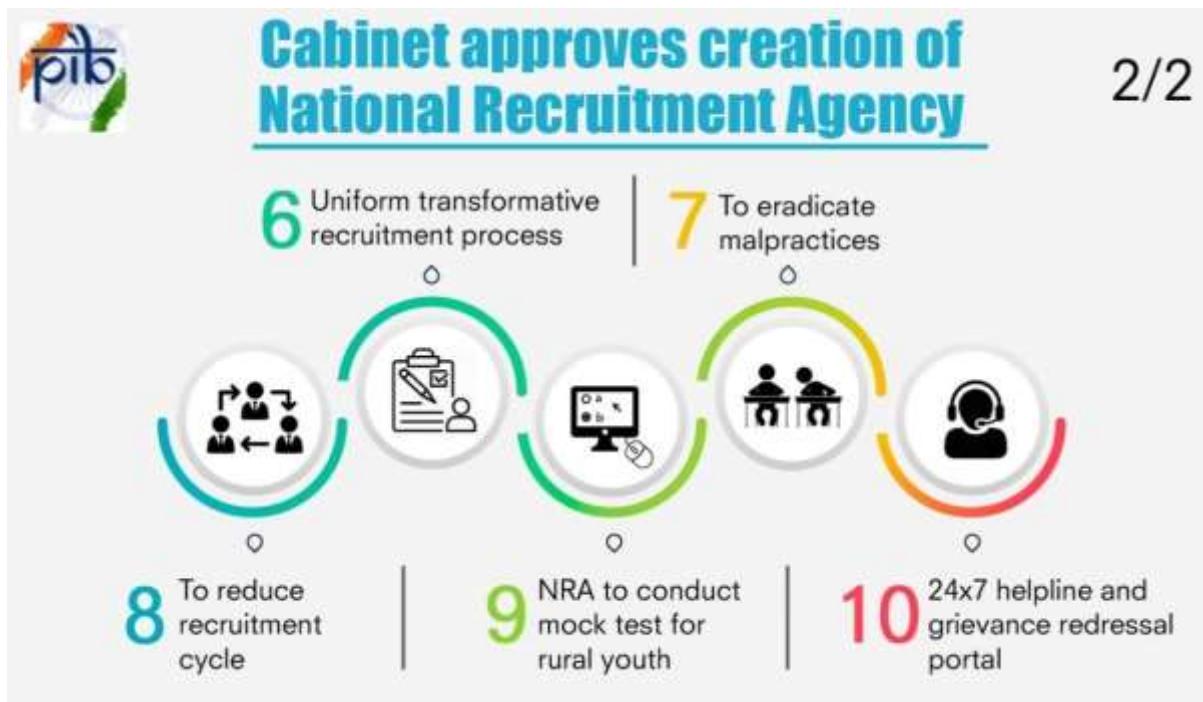 pib
Cabinet approves creation of
National Recruitment Agency
2/2
6 Uniform transformative
recruitment process
7 To eradicate
malpractices
a
b
8 To reduce
recruitment
cycle
9 NRA to conduct
mock test for
rural youth
10 24x7 helpline and
grievance redressal
portal